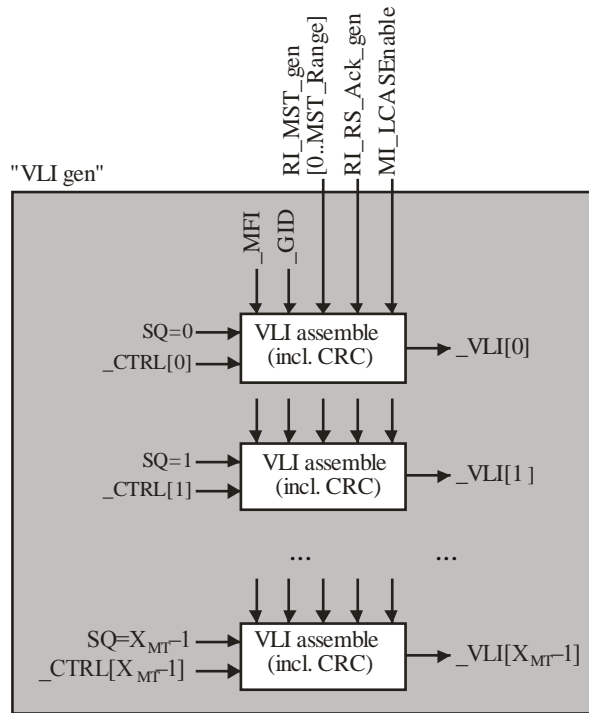 RI_MST_gen
[0..MST_Range]
RI_RS_Ack_gen
MI_LCASEnable
"VLI gen"
_MFI
_GID
SQ=0
_CTRL[0]
VLI assemble
(incl. CRC)
_VLI[0]
SQ=1
_CTRL[1]
VLI assemble
(incl. CRC)
_VLI[1]
... ...
SQ=X_MT–1
_CTRL[X_MT–1]
VLI assemble
(incl. CRC)
_VLI[X_MT–1]